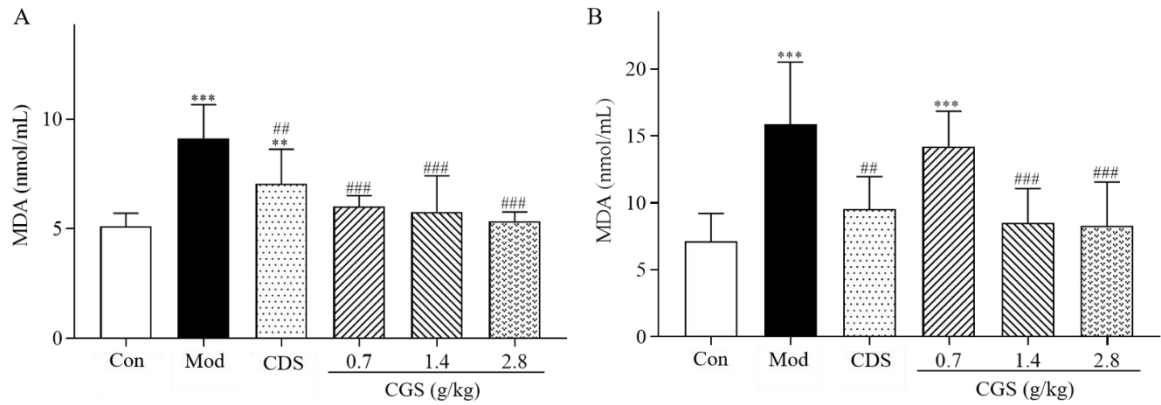 A
MDA (nmol/mL)
10
5
0
***
##
**
###
###
###
Con Mod CDS 0.7 1.4 2.8
CGS (g/kg)
B
MDA (nmol/mL)
20
15
10
5
0
***
##
***
###
###
Con Mod CDS 0.7 1.4 2.8
CGS (g/kg)